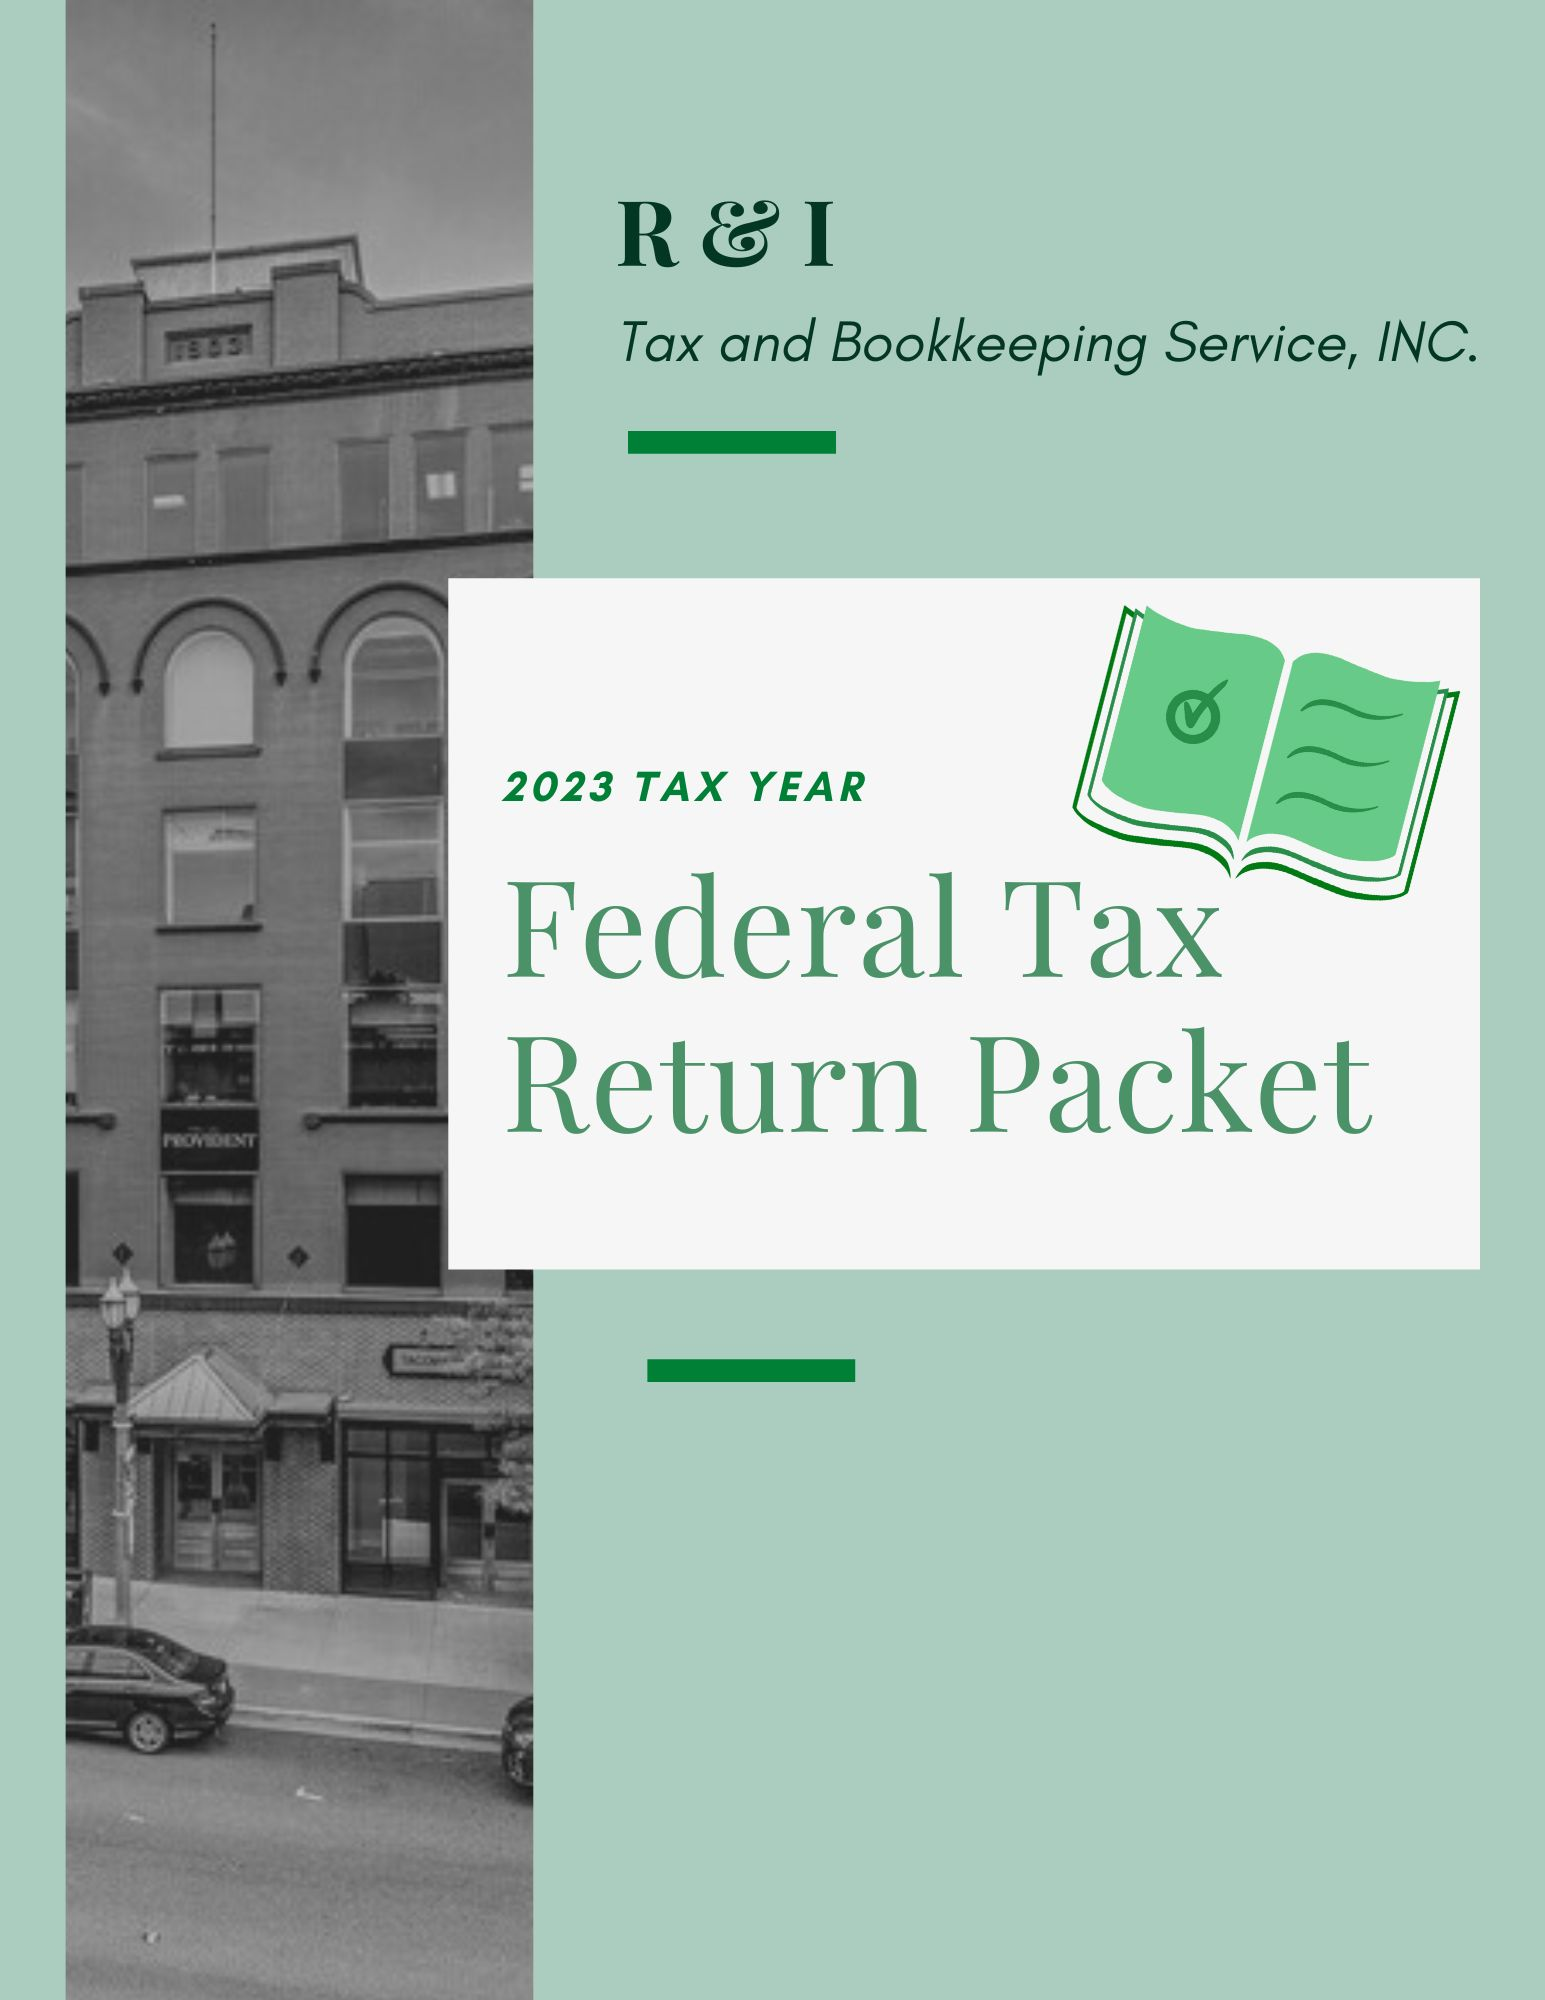 R & I
Tax and Bookkeeping Service, INC.
2023 TAX YEAR
Federal Tax
Return Packet
PROVIDENT